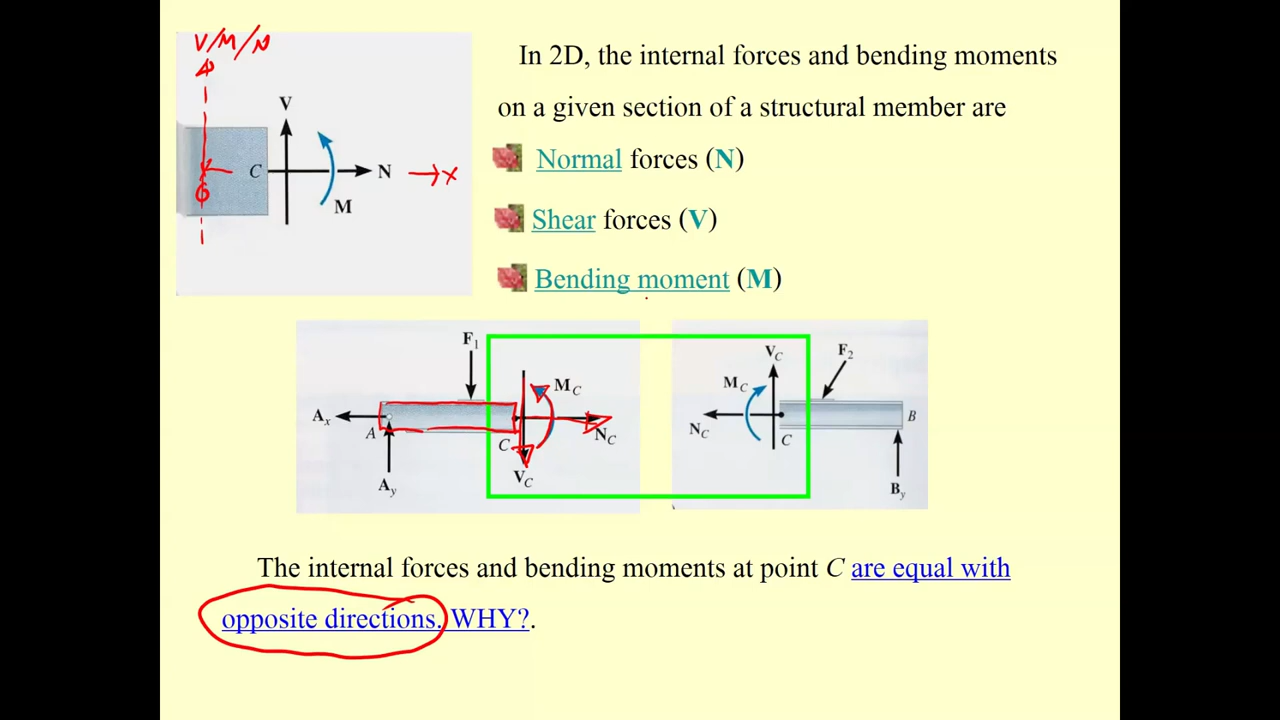 V/M/N
V
C
N
→x
M
In 2D, the internal forces and bending moments
on a given section of a structural member are
Normal forces (N)
Shear forces (V)
Bending moment (M)
F1
MC
Ax
A
NC
C
VC
Ay
VC
F2
MC
B
NC
C
By
The internal forces and bending moments at point C are equal with
opposite directions. WHY?.